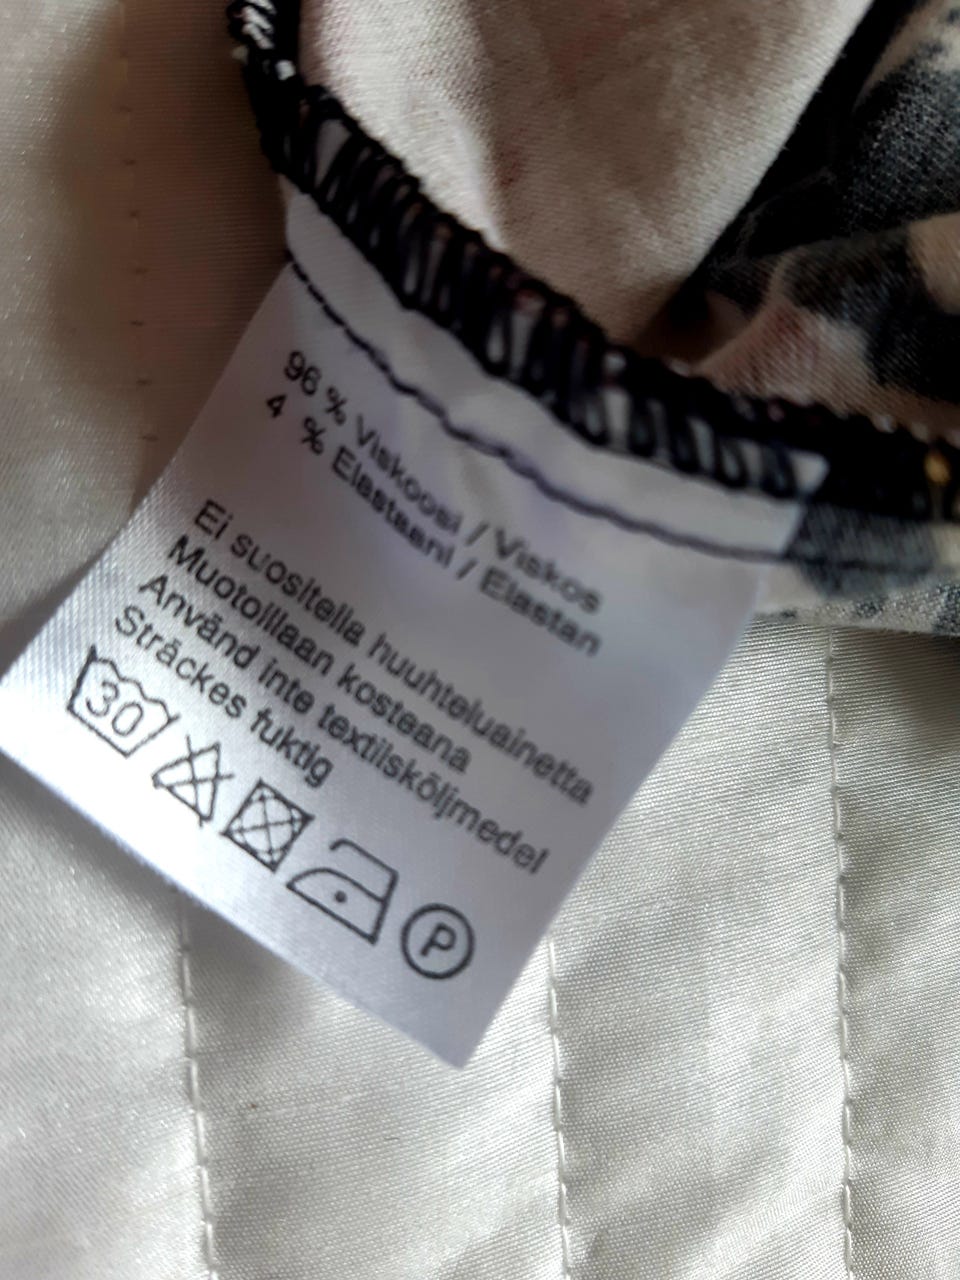 96 % Viskoosi / Viskos
4 % Elastaani / Elastan
Ei suositella huuhteluainetta
Muotoillaan kosteana
Använd inte textilsköljmedel
Sträckes fuktig
30
P